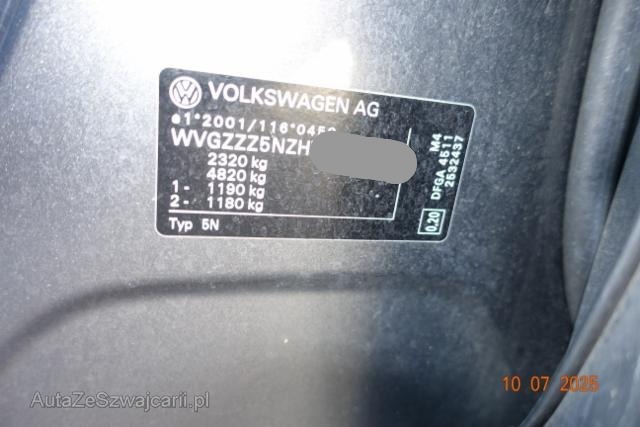 VOLKSWAGEN AG
e1*2001/116*0450
WVGZZZ5NZH
2320 kg
4820 kg
1- 1190 kg
2- 1180 kg
Typ 5N
M4
DFGA 4511
2532437
0.20
10 07 2025
AutaZeSzwajcarii.pl